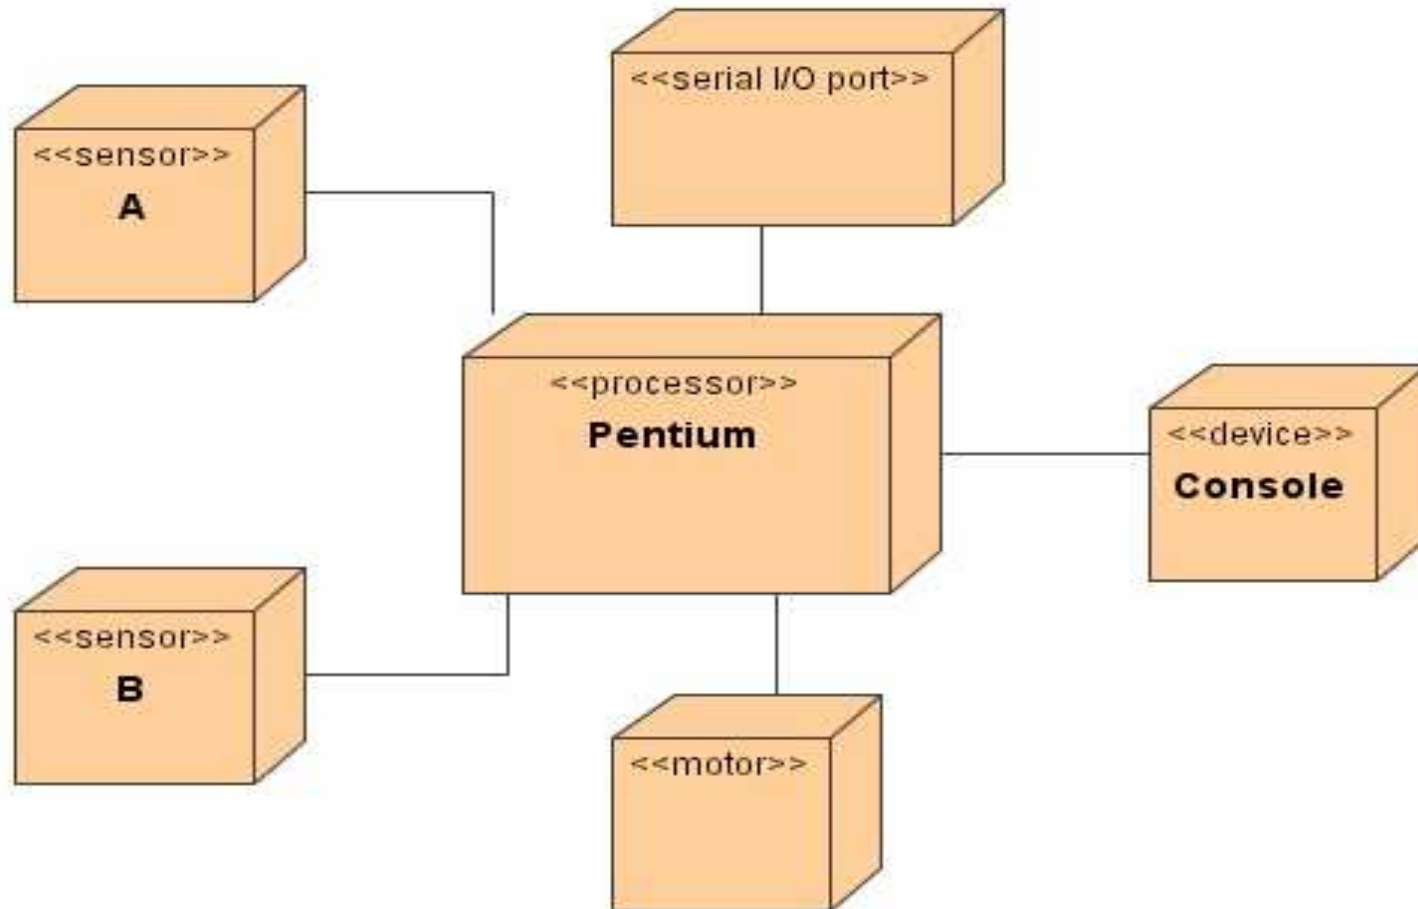 <<serial I/O port>>
<<sensor>>
A
<<processor>>
Pentium
<<device>>
Console
<<sensor>>
B
<<motor>>